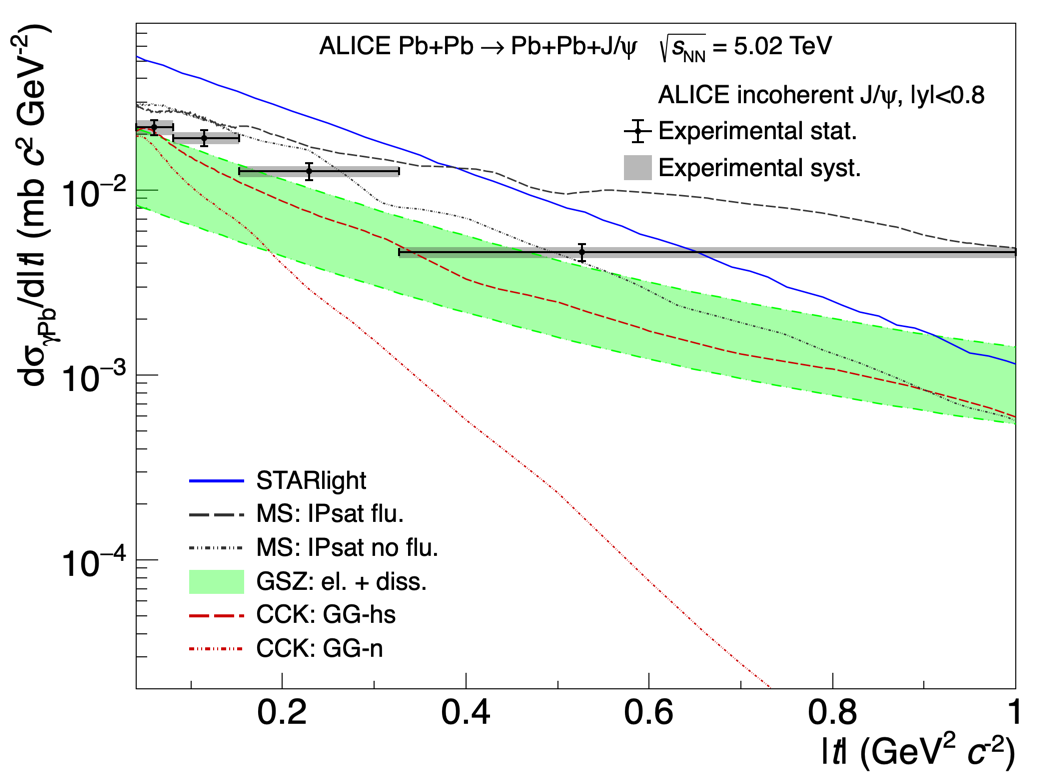 ALICE Pb+Pb → Pb+Pb+J/ψ √sNN = 5.02 TeV
ALICE incoherent J/ψ, |y|<0.8
Experimental stat.
Experimental syst.
dσγPb/d|t| (mb c² GeV⁻²)
10⁻²
10⁻³
10⁻⁴
STARlight
MS: IPsat flu.
MS: IPsat no flu.
GSZ: el. + diss.
CCK: GG-hs
CCK: GG-n
0.2 0.4 0.6 0.8 1
|t| (GeV² c⁻²)